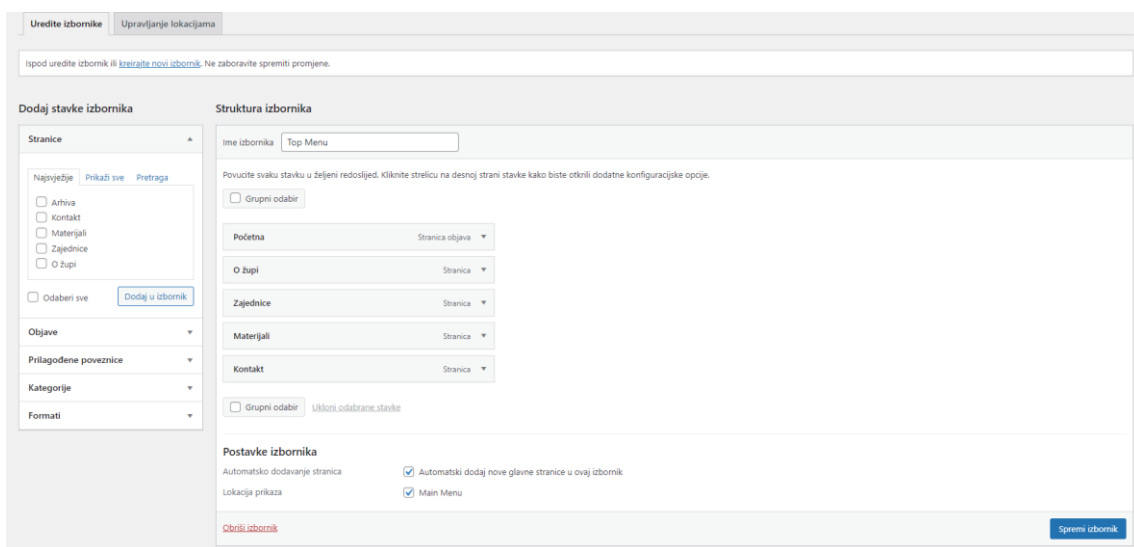 Uredite izbornike
Upravljanje lokacijama
Ispod uredite izbornik ili kreirajte novi izbornik. Ne zaboravite spremiti promjene.
Dodaj stavke izbornika
Stranice
Najsvježije Prikaži sve Pretraga
Arhiva
Kontakt
Materijali
Zajednice
O župi
Odaberi sve Dodaj u izbornik
Objave
Prilagođene poveznice
Kategorije
Formati
Struktura izbornika
Ime izbornika Top Menu
Povucite svaku stavku u željeni redoslijed. Kliknite strelicu na desnoj strani stavke kako biste otkrili dodatne konfiguracijske opcije.
Grupni odabir
Početna Stranica objava
O župi Stranica
Zajednice Stranica
Materijali Stranica
Kontakt Stranica
Grupni odabir Ukloni odabrane stavke
Postavke izbornika
Automatsko dodavanje stranica Automatski dodaj nove glavne stranice u ovaj izbornik
Lokacija prikaza Main Menu
Obriši izbornik Spremi izbornik